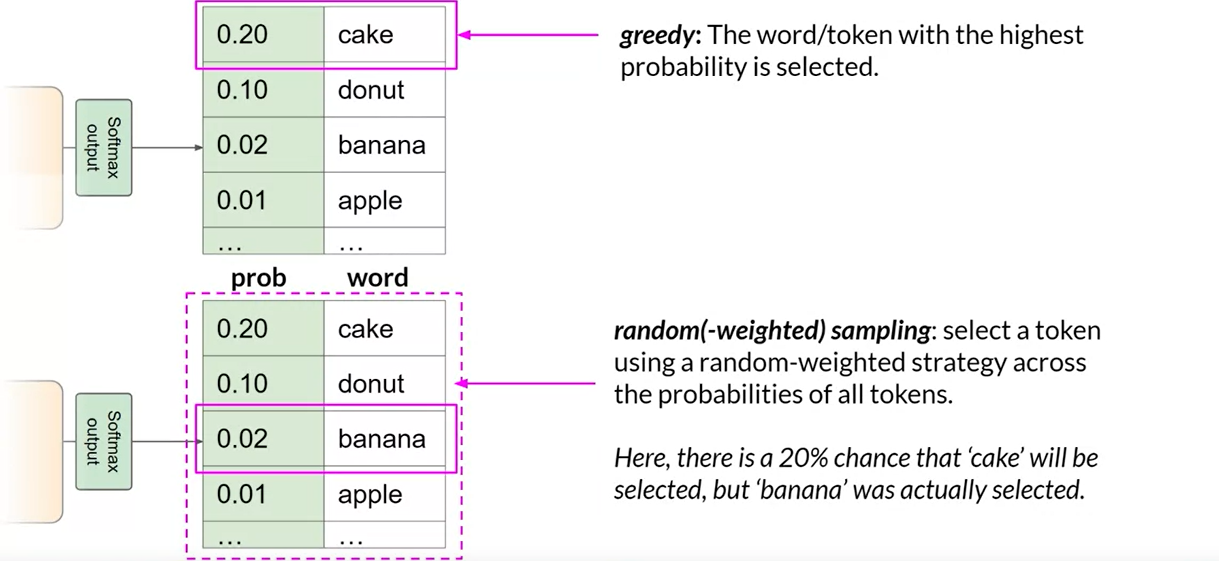 0.20 cake
0.10 donut
0.02 banana
0.01 apple
... ...
Softmax
output
greedy: The word/token with the highest
probability is selected.
prob word
0.20 cake
0.10 donut
0.02 banana
0.01 apple
... ...
Softmax
output
random(-weighted) sampling: select a token
using a random-weighted strategy across
the probabilities of all tokens.
Here, there is a 20% chance that ‘cake’ will be
selected, but ‘banana’ was actually selected.